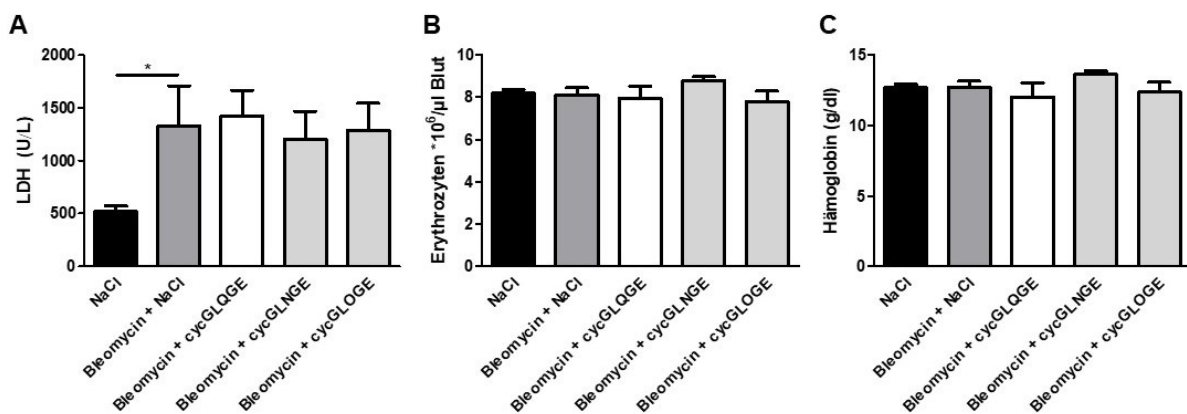 A
LDH (U/L)
2000
1500
1000
500
0
*
NaCl
Bleomycin + NaCl
Bleomycin + cycGLQGE
Bleomycin + cycGLNGE
Bleomycin + cycGLOGE
B
Erythrozyten *10⁶/µl Blut
10
8
6
4
2
0
NaCl
Bleomycin + NaCl
Bleomycin + cycGLQGE
Bleomycin + cycGLNGE
Bleomycin + cycGLOGE
C
Hämoglobin (g/dl)
15
10
5
0
NaCl
Bleomycin + NaCl
Bleomycin + cycGLQGE
Bleomycin + cycGLNGE
Bleomycin + cycGLOGE